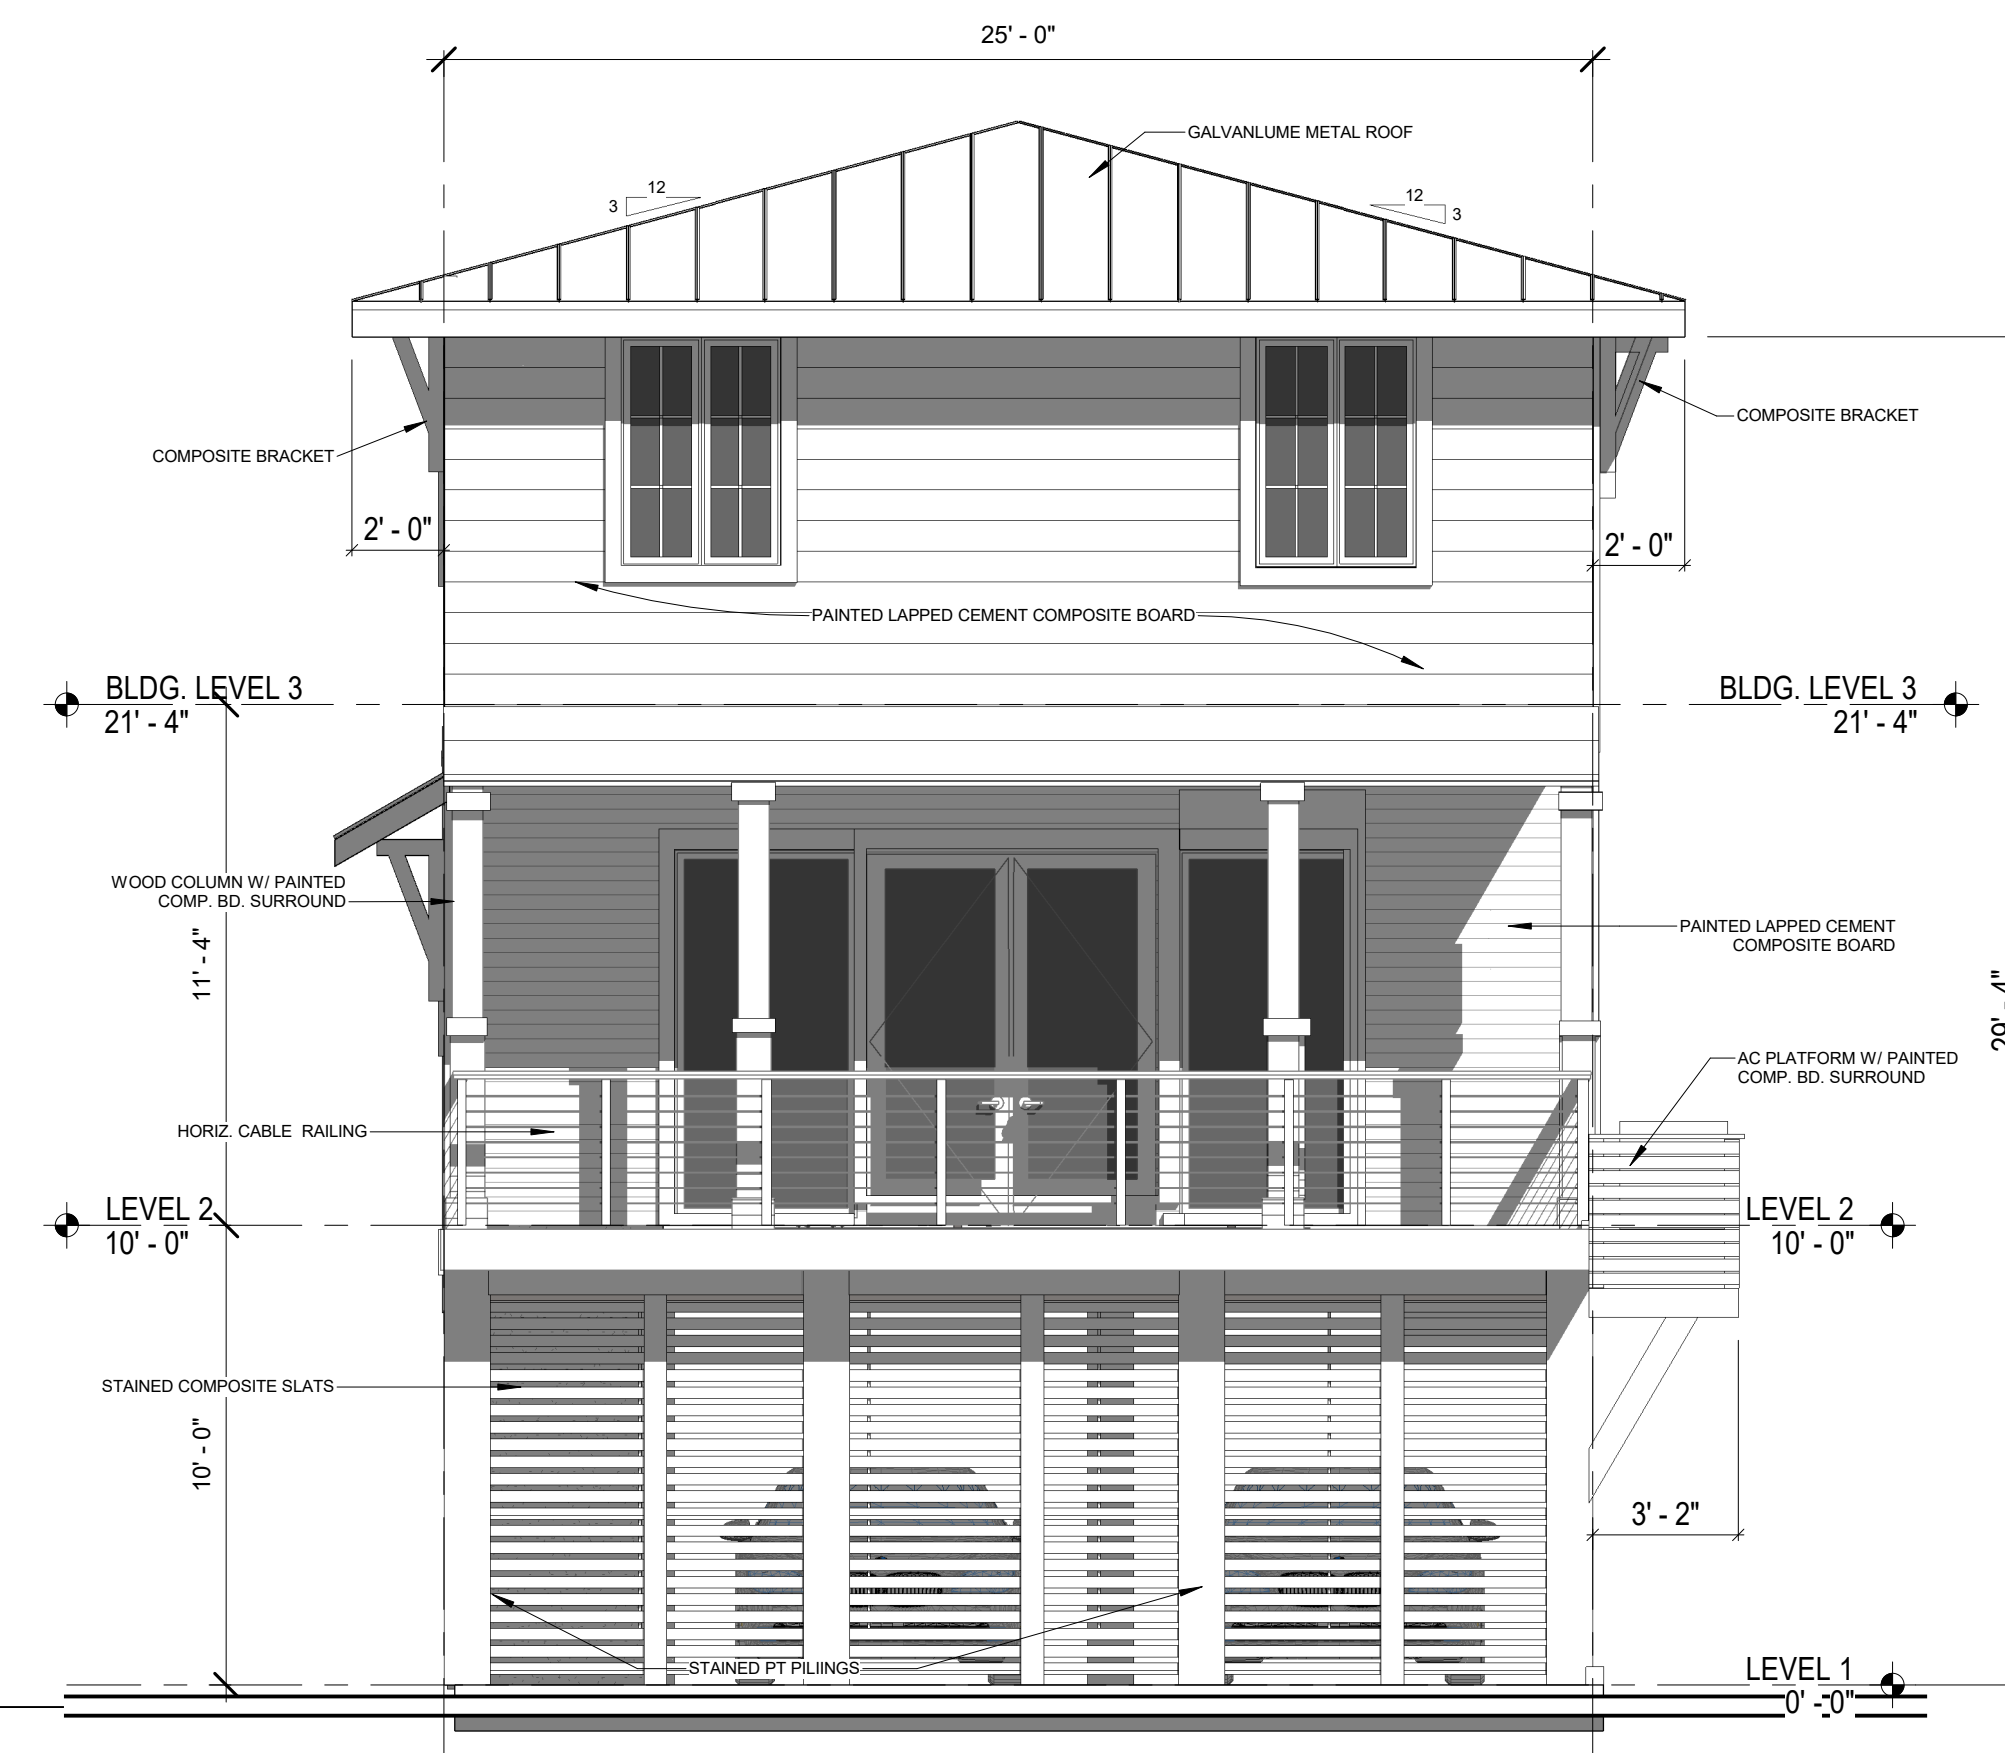 25' - 0"
GALVANLUME METAL ROOF
12
3
12
3
COMPOSITE BRACKET
COMPOSITE BRACKET
2' - 0"
2' - 0"
PAINTED LAPPED CEMENT COMPOSITE BOARD
BLDG. LEVEL 3
21' - 4"
BLDG. LEVEL 3
21' - 4"
WOOD COLUMN W/ PAINTED
COMP. BD. SURROUND
11' - 4"
PAINTED LAPPED CEMENT
COMPOSITE BOARD
29' - 4"
AC PLATFORM W/ PAINTED
COMP. BD. SURROUND
HORIZ. CABLE RAILING
LEVEL 2
10' - 0"
LEVEL 2
10' - 0"
STAINED COMPOSITE SLATS
10' - 0"
3' - 2"
STAINED PT PILIINGS
LEVEL 1
0' - 0"